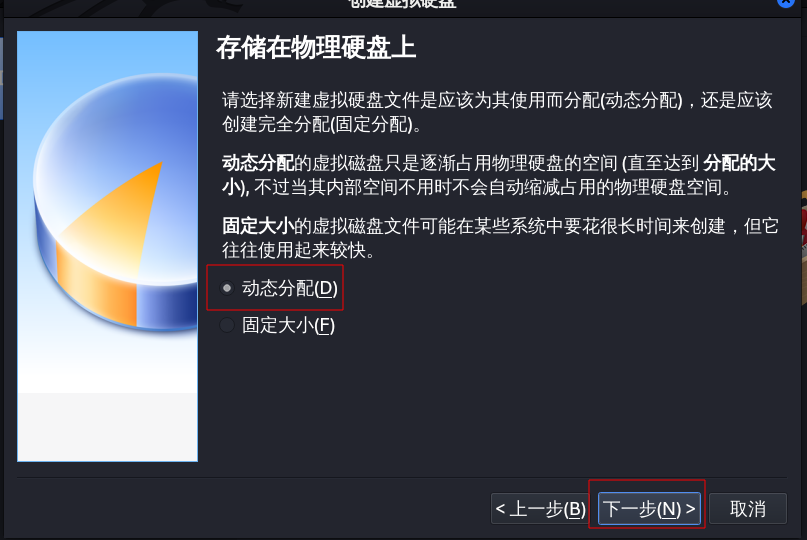 创建虚拟硬盘
存储在物理硬盘上
请选择新建虚拟硬盘文件是应该为其使用而分配(动态分配)，还是应该
创建完全分配(固定分配)。
动态分配的虚拟磁盘只是逐渐占用物理硬盘的空间 (直至达到 分配的大
小), 不过当其内部空间不用时不会自动缩减占用的物理硬盘空间。
固定大小的虚拟磁盘文件可能在某些系统中要花很长时间来创建，但它
往往使用起来较快。
动态分配(D)
固定大小(F)
< 上一步(B) 下一步(N) > 取消